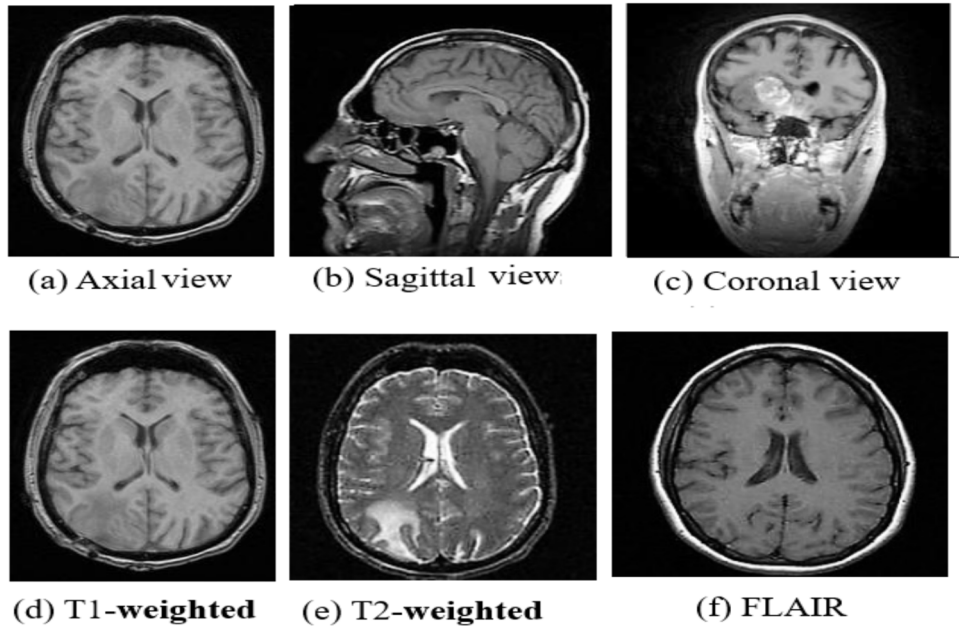 (a) Axial view
(b) Sagittal view
(c) Coronal view
(d) T1-weighted
(e) T2-weighted
(f) FLAIR